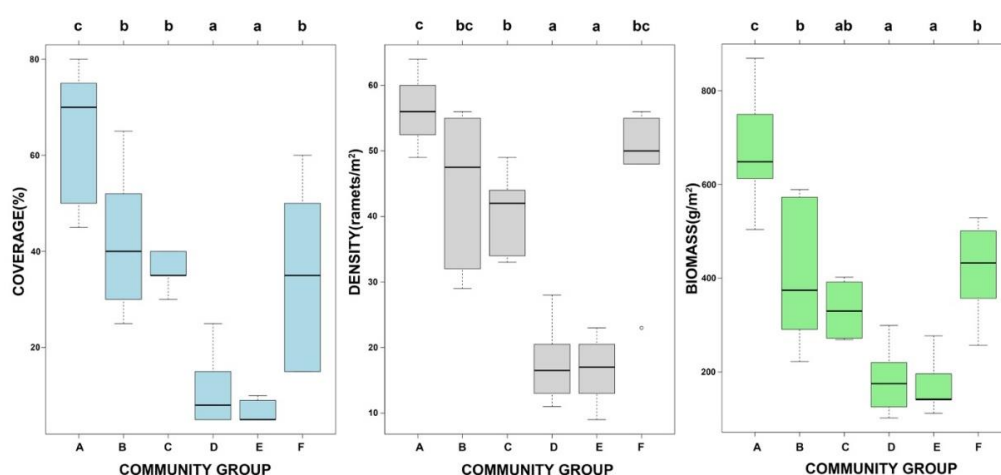 c b b a a b
COVERAGE(%)
80
60
40
20
A B C D E F
COMMUNITY GROUP
c bc b a a bc
DENSITY(ramets/m²)
60
50
40
30
20
10
A B C D E F
COMMUNITY GROUP
c b ab a a b
BIOMASS(g/m²)
800
600
400
200
A B C D E F
COMMUNITY GROUP